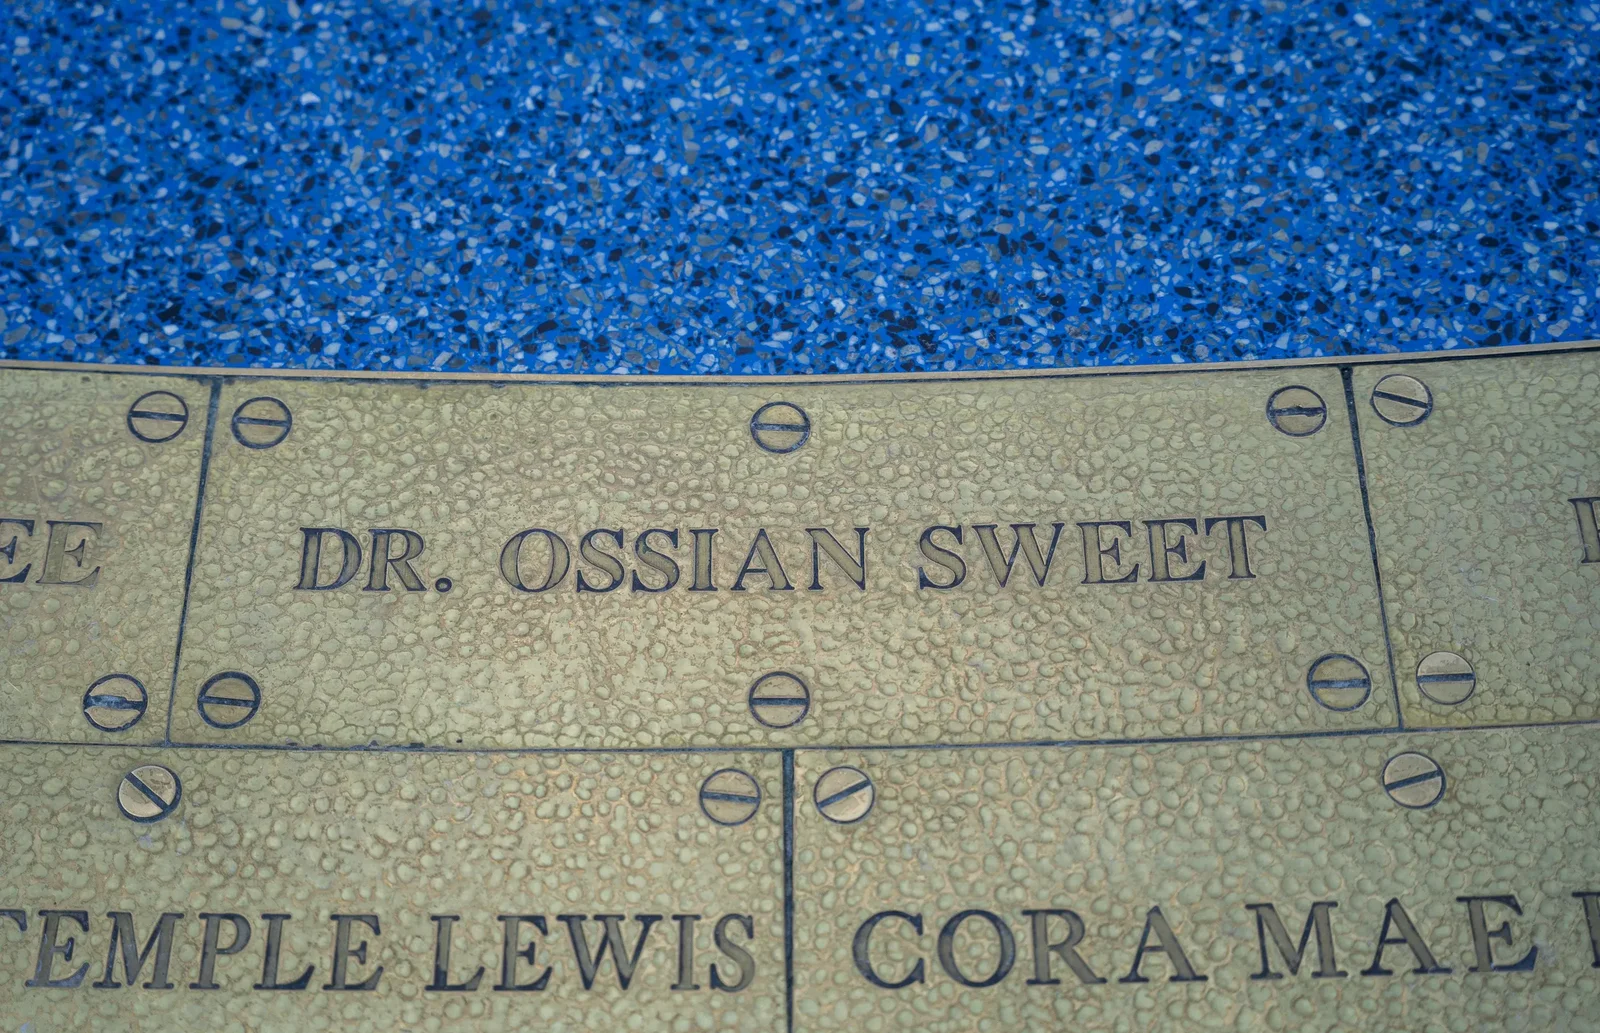 DR. OSSIAN SWEET
TEMPLE LEWIS
CORA MAE